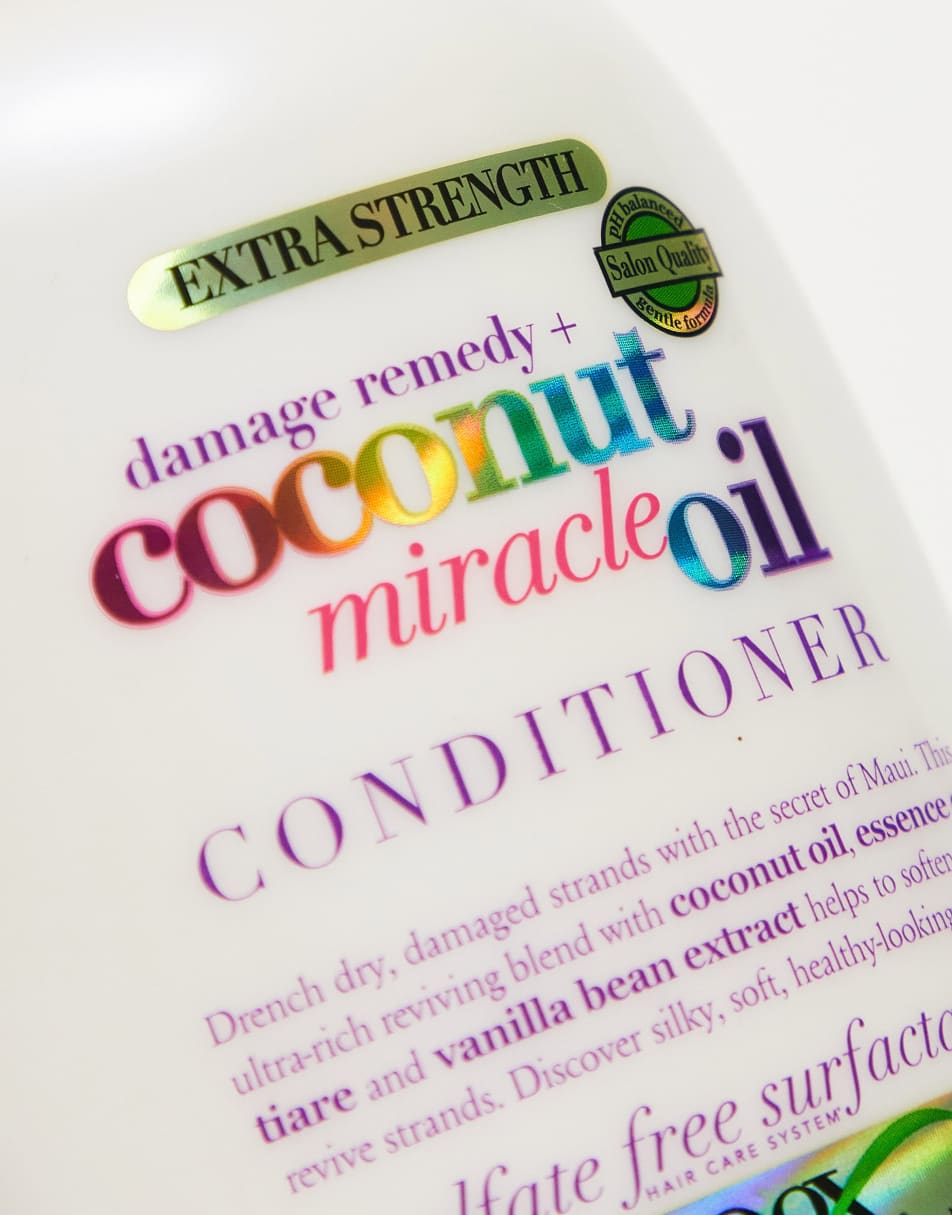 EXTRA STRENGTH
pH balanced
Salon Quality
gentle formula
damage remedy +
coconut
miracle oil
CONDITIONER
Drench dry, damaged strands with the secret of Maui. This
ultra-rich reviving blend with coconut oil, essence
tiare and vanilla bean extract helps to soften
revive strands. Discover silky, soft, healthy-looking
free
HAIR CARE SYSTEM